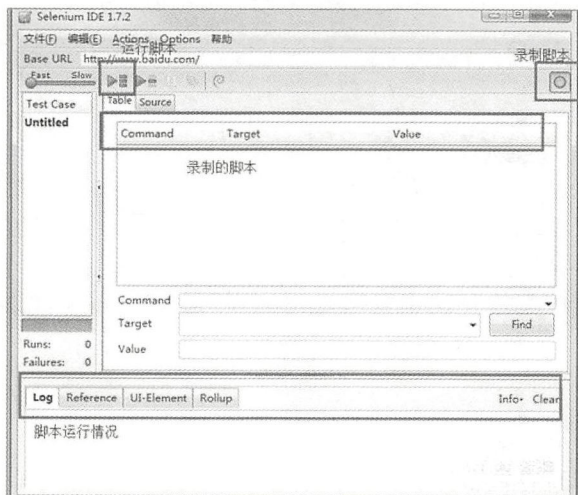 Selenium IDE 1.7.2
文件(F) 编辑(E) Actions Options 帮助
运行脚本
录制脚本
Base URL http://www.baidu.com/
Fast Slow
Test Case
Table Source
Untitled
Command Target Value
录制的脚本
Command
Target Find
Runs: 0
Value
Failures: 0
Log Reference UI-Element Rollup Info Clear
脚本运行情况